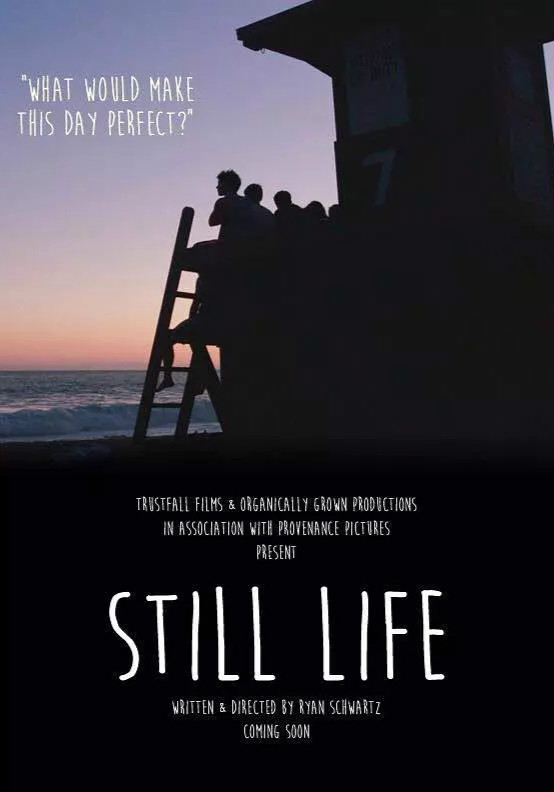 "WHAT WOULD MAKE
THIS DAY PERFECT?"
7
TRUSTFALL FILMS & ORGANICALLY GROWN PRODUCTIONS
IN ASSOCIATION WITH PROVENANCE PICTURES
PRESENT
STILL LIFE
WRITTEN & DIRECTED BY RYAN SCHWARTZ
COMING SOON